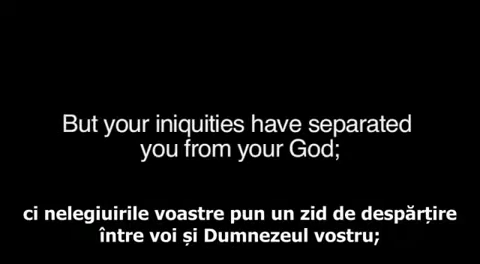 But your iniquities have separated
you from your God;
ci nelegiuirile voastre pun un zid de despărțire
între voi și Dumnezeul vostru;